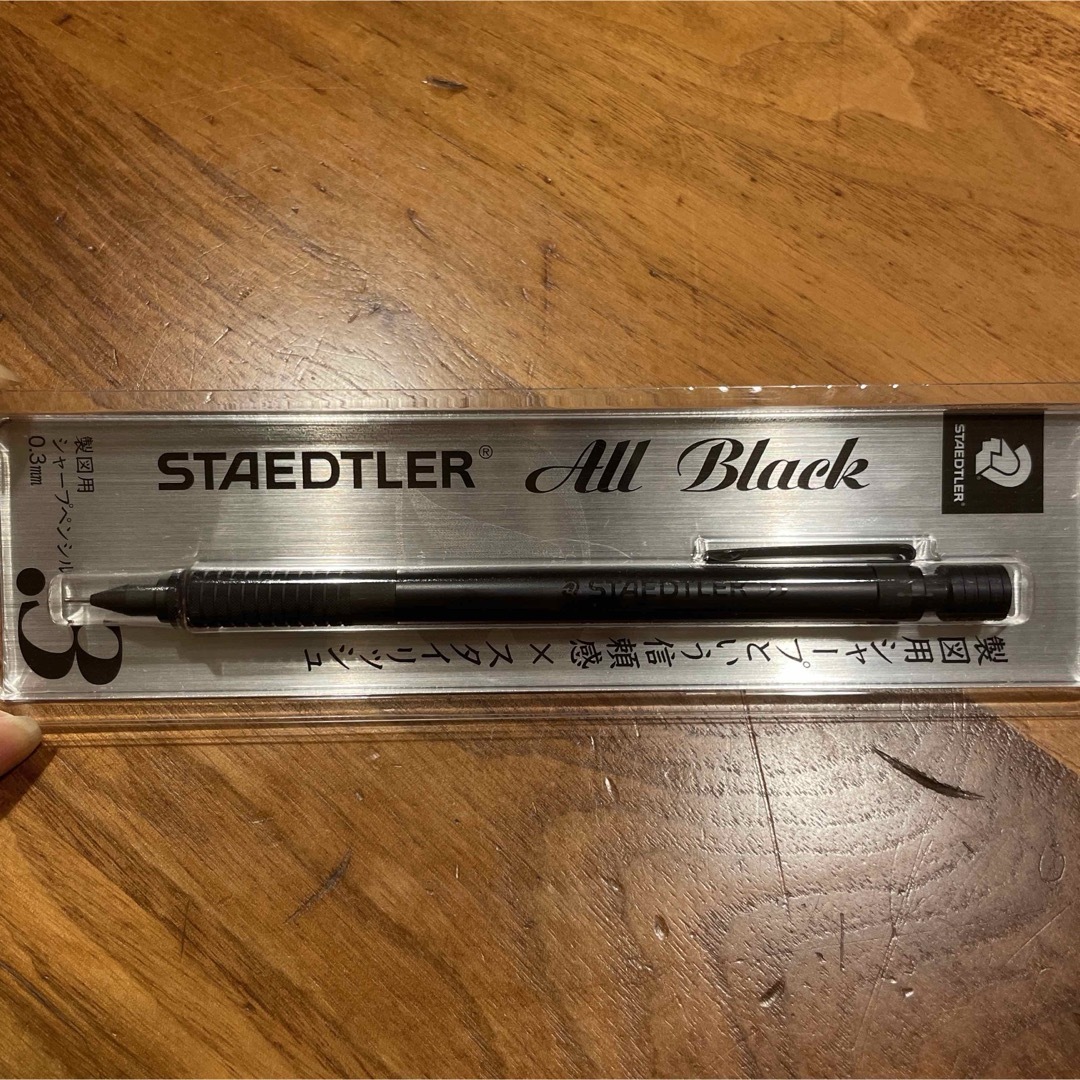 STAEDTLER® All Black
STAEDTLER®
製図用
シャープペンシル
0.3mm
.3
STAEDTLER
製図用シャープという信頼感×スタイリッシュ